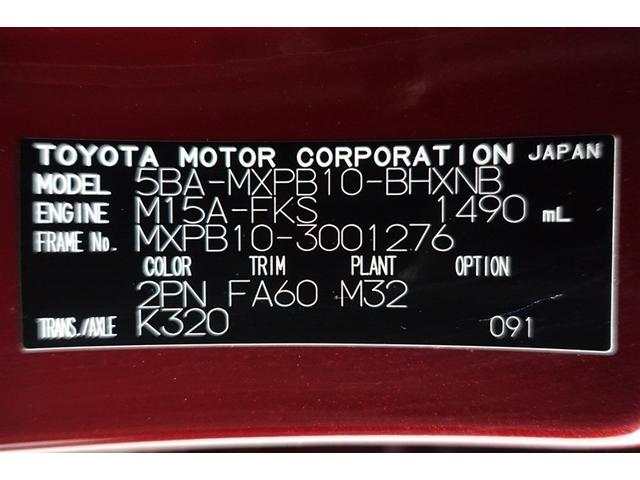 TOYOTA MOTOR CORPORATION JAPAN
MODEL 5BA-MXPB10-BHXNB
ENGINE M15A-FKS 1490 mL
FRAME No. MXPB10-3001276
COLOR TRIM PLANT OPTION
2PN FA60 M32
TRANS./AXLE K320 091